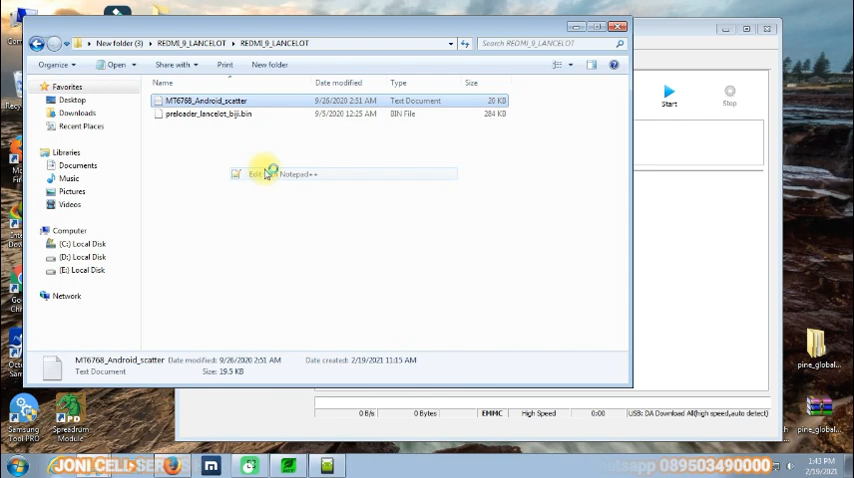 New folder (3) ▸ REDMI_9_LANCELOT ▸ REDMI_9_LANCELOT
Search REDMI_9_LANCELOT
Organize Open Share with Print New folder
Name Date modified Type Size
Favorites
MT6768_Android_scatter 9/26/2020 2:51 AM Text Document 20 KB
Desktop
preloader_lancelot_biji.bin 9/5/2020 12:25 AM BIN File 284 KB
Downloads
Recent Places
Start Stop
Libraries
Documents
Edit Notepad++
Music
Pictures
Videos
Computer
(C:) Local Disk
(D:) Local Disk
(E:) Local Disk
Network
MT6768_Android_scatter Date modified: 9/26/2020 2:51 AM Date created: 2/19/2021 11:15 AM
Text Document Size: 19.5 KB
pine_global...
0 B/s 0 Bytes EMMC High Speed 0:00 USB: DA Download All(high speed,auto detect)
Samsung Tool PRO
Spreadrum Module
pine_global...
JONI CELL whatsapp 089503490000
1:43 PM
2/19/2021